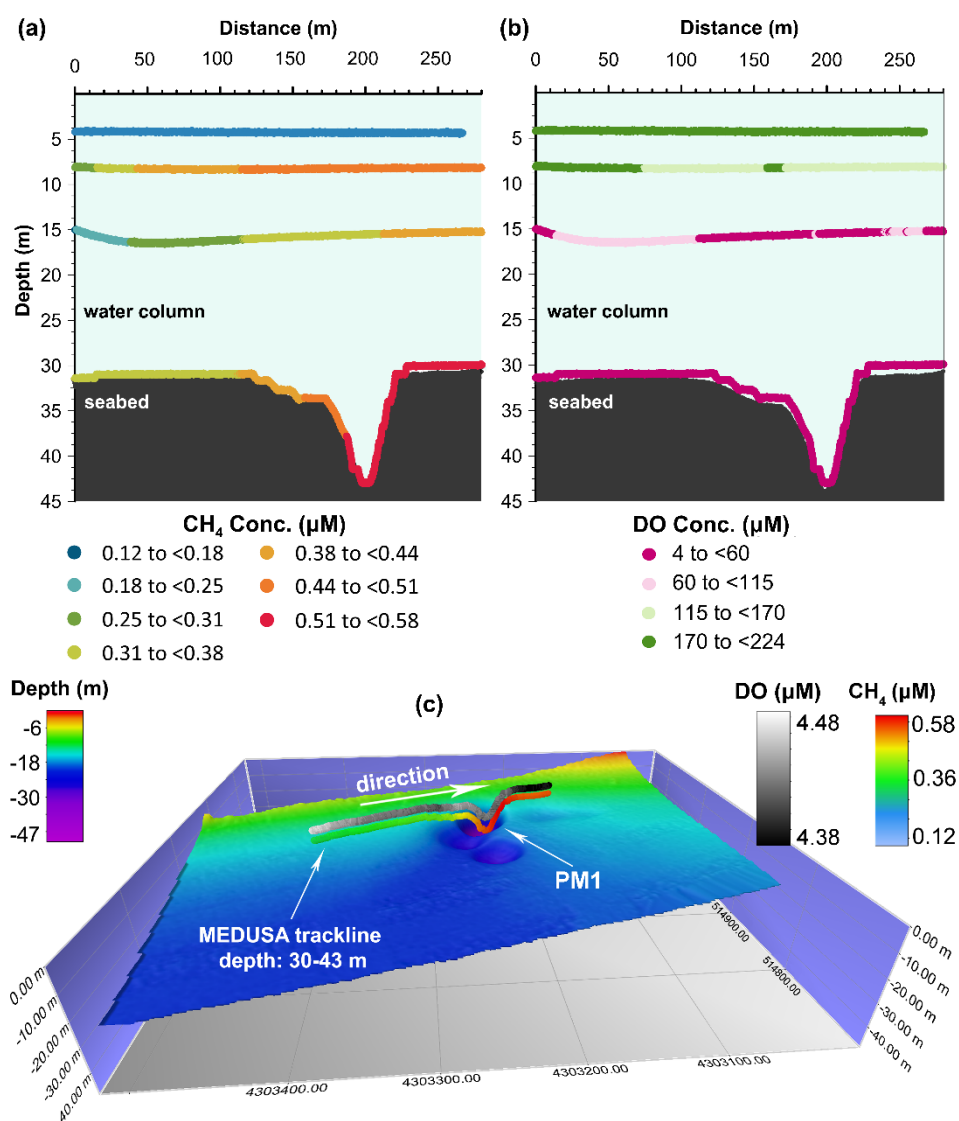 (a)
Distance (m)
0 50 100 150 200 250
Depth (m)
5
10
15
20
25
30
35
40
45
water column
seabed
(b)
Distance (m)
0 50 100 150 200 250
5
10
15
20
25
30
35
40
45
water column
seabed
CH₄ Conc. (µM)
0.12 to <0.18
0.18 to <0.25
0.25 to <0.31
0.31 to <0.38
0.38 to <0.44
0.44 to <0.51
0.51 to <0.58
DO Conc. (µM)
4 to <60
60 to <115
115 to <170
170 to <224
Depth (m)
-6
-18
-30
-47
(c)
DO (µM)
4.48
4.38
CH₄ (µM)
0.58
0.36
0.12
direction
PM1
MEDUSA trackline
depth: 30-43 m
0.00 m
-10.00 m
-20.00 m
-30.00 m
-40.00 m
4303400.00
4303300.00
4303200.00
4303100.00
514900.00
514800.00
0.00 m
-10.00 m
-20.00 m
-30.00 m
-40.00 m